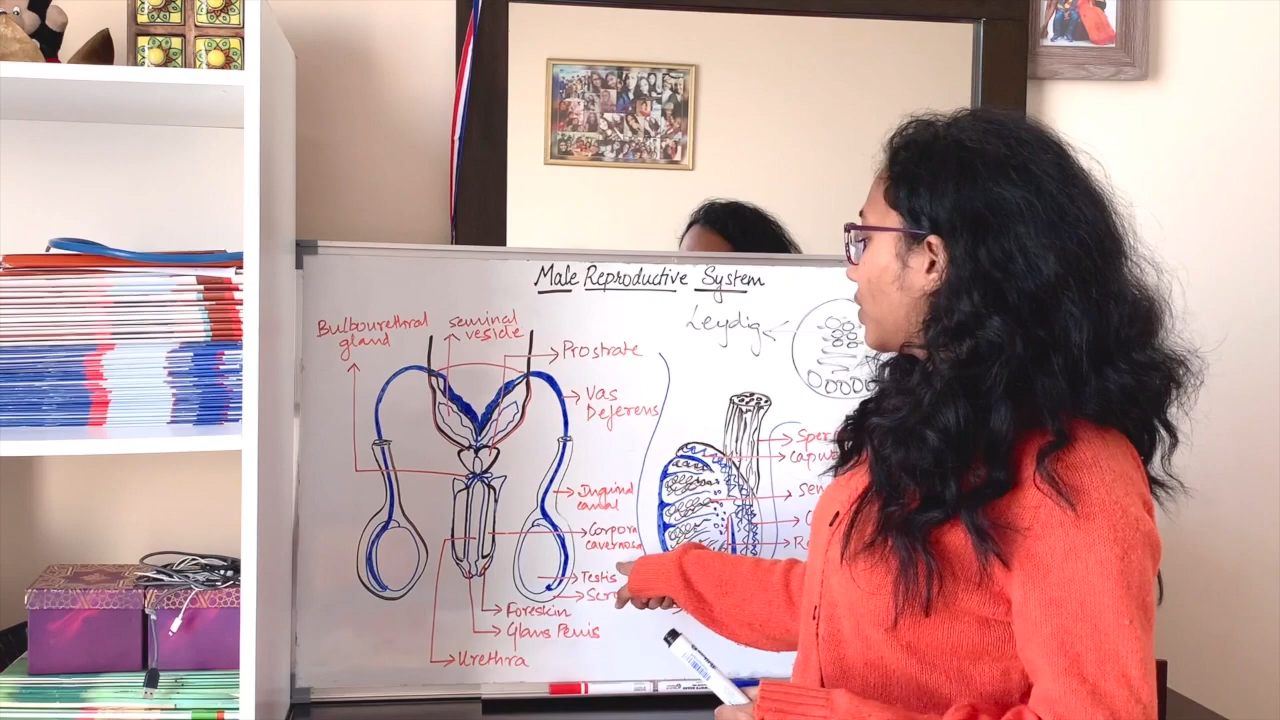 Male Reproductive System
Bulbourethral
gland
seminal
vesicle
Prostrate
Vas
Deferens
Inguinal
canal
Corpora
cavernosa
Testis
Foreskin
Glans Penis
Urethra
Leydig